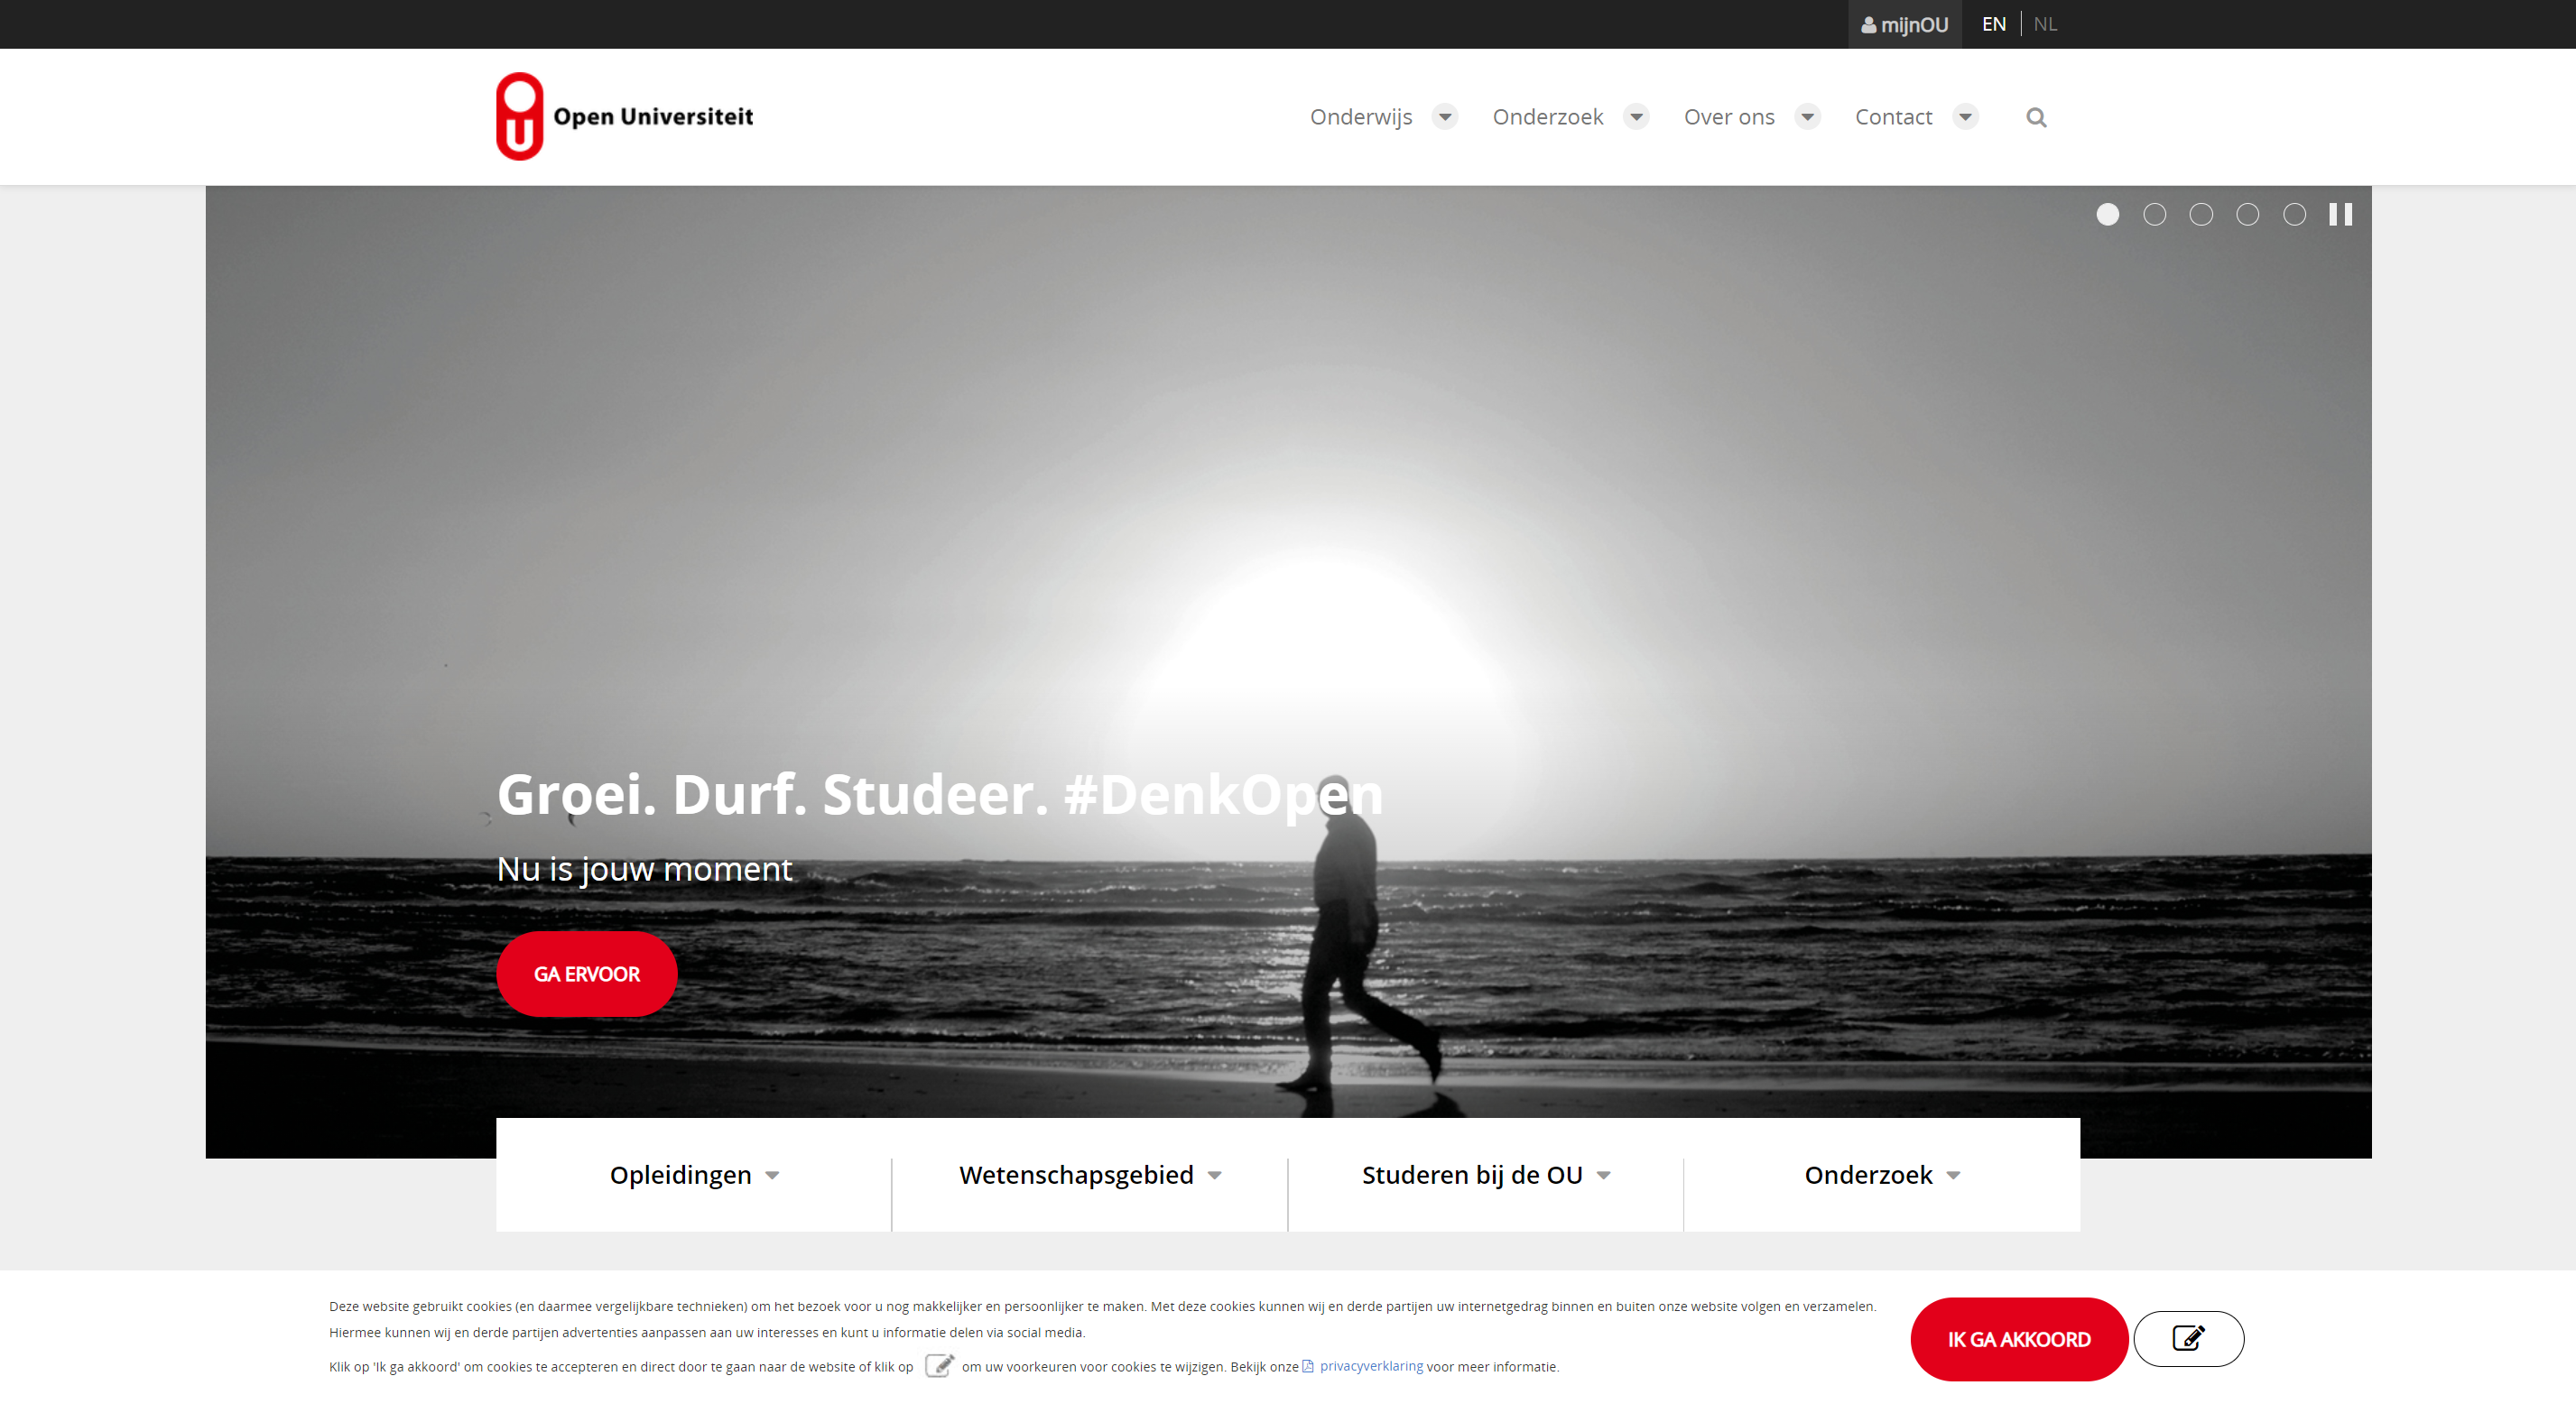 mijnOU EN NL
Open Universiteit
Onderwijs Onderzoek Over ons Contact
Groei. Durf. Studeer. #DenkOpen
Nu is jouw moment
GA ERVOOR
Opleidingen Wetenschapsgebied Studeren bij de OU Onderzoek
Deze website gebruikt cookies (en daarmee vergelijkbare technieken) om het bezoek voor u nog makkelijker en persoonlijker te maken. Met deze cookies kunnen wij en derde partijen uw internetgedrag binnen en buiten onze website volgen en verzamelen.
Hiermee kunnen wij en derde partijen advertenties aanpassen aan uw interesses en kunt u informatie delen via social media.
Klik op 'Ik ga akkoord' om cookies te accepteren en direct door te gaan naar de website of klik op om uw voorkeuren voor cookies te wijzigen. Bekijk onze privacyverklaring voor meer informatie.
IK GA AKKOORD